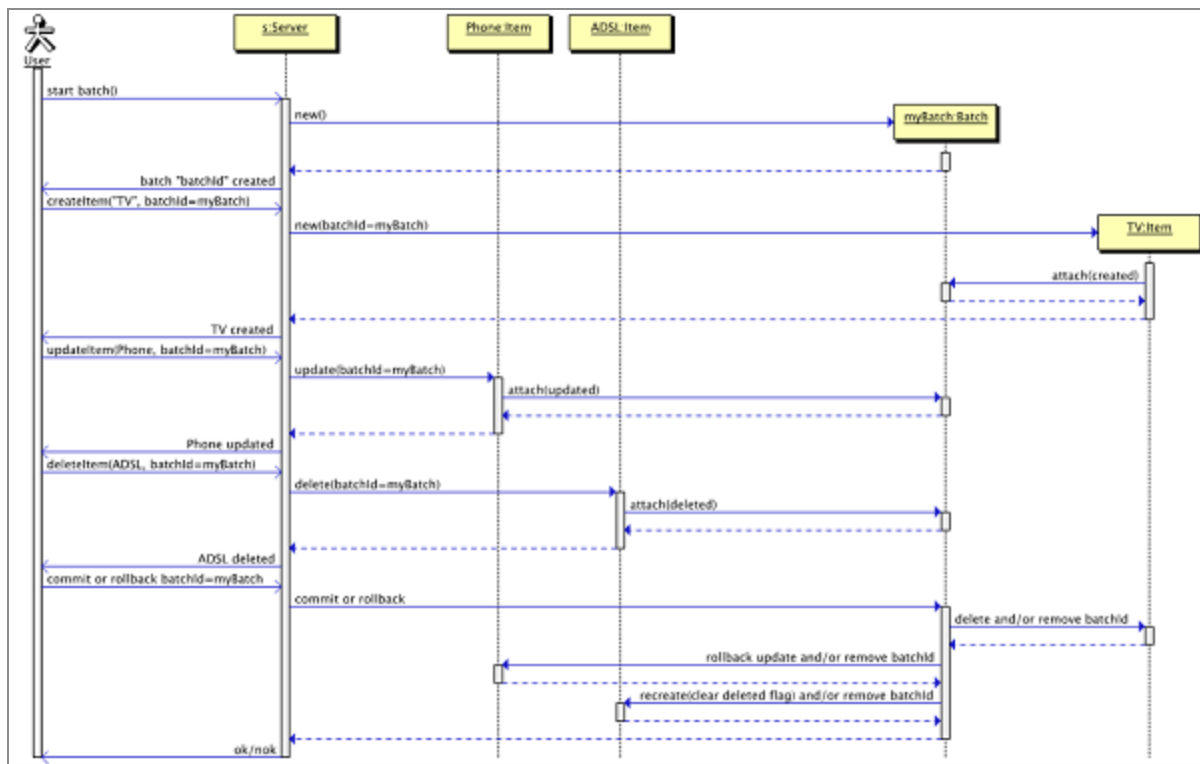 User
s:Server
Phone:Item
ADSL:Item
start batch()
new()
myBatch:Batch
batch "batchId" created
createItem("TV", batchId=myBatch)
new(batchId=myBatch)
TV:Item
attach(created)
TV created
updateItem(Phone, batchId=myBatch)
update(batchId=myBatch)
attach(updated)
Phone updated
deleteItem(ADSL, batchId=myBatch)
delete(batchId=myBatch)
attach(deleted)
ADSL deleted
commit or rollback batchId=myBatch
commit or rollback
delete and/or remove batchId
rollback update and/or remove batchId
recreate(clear deleted flag) and/or remove batchId
ok/nok